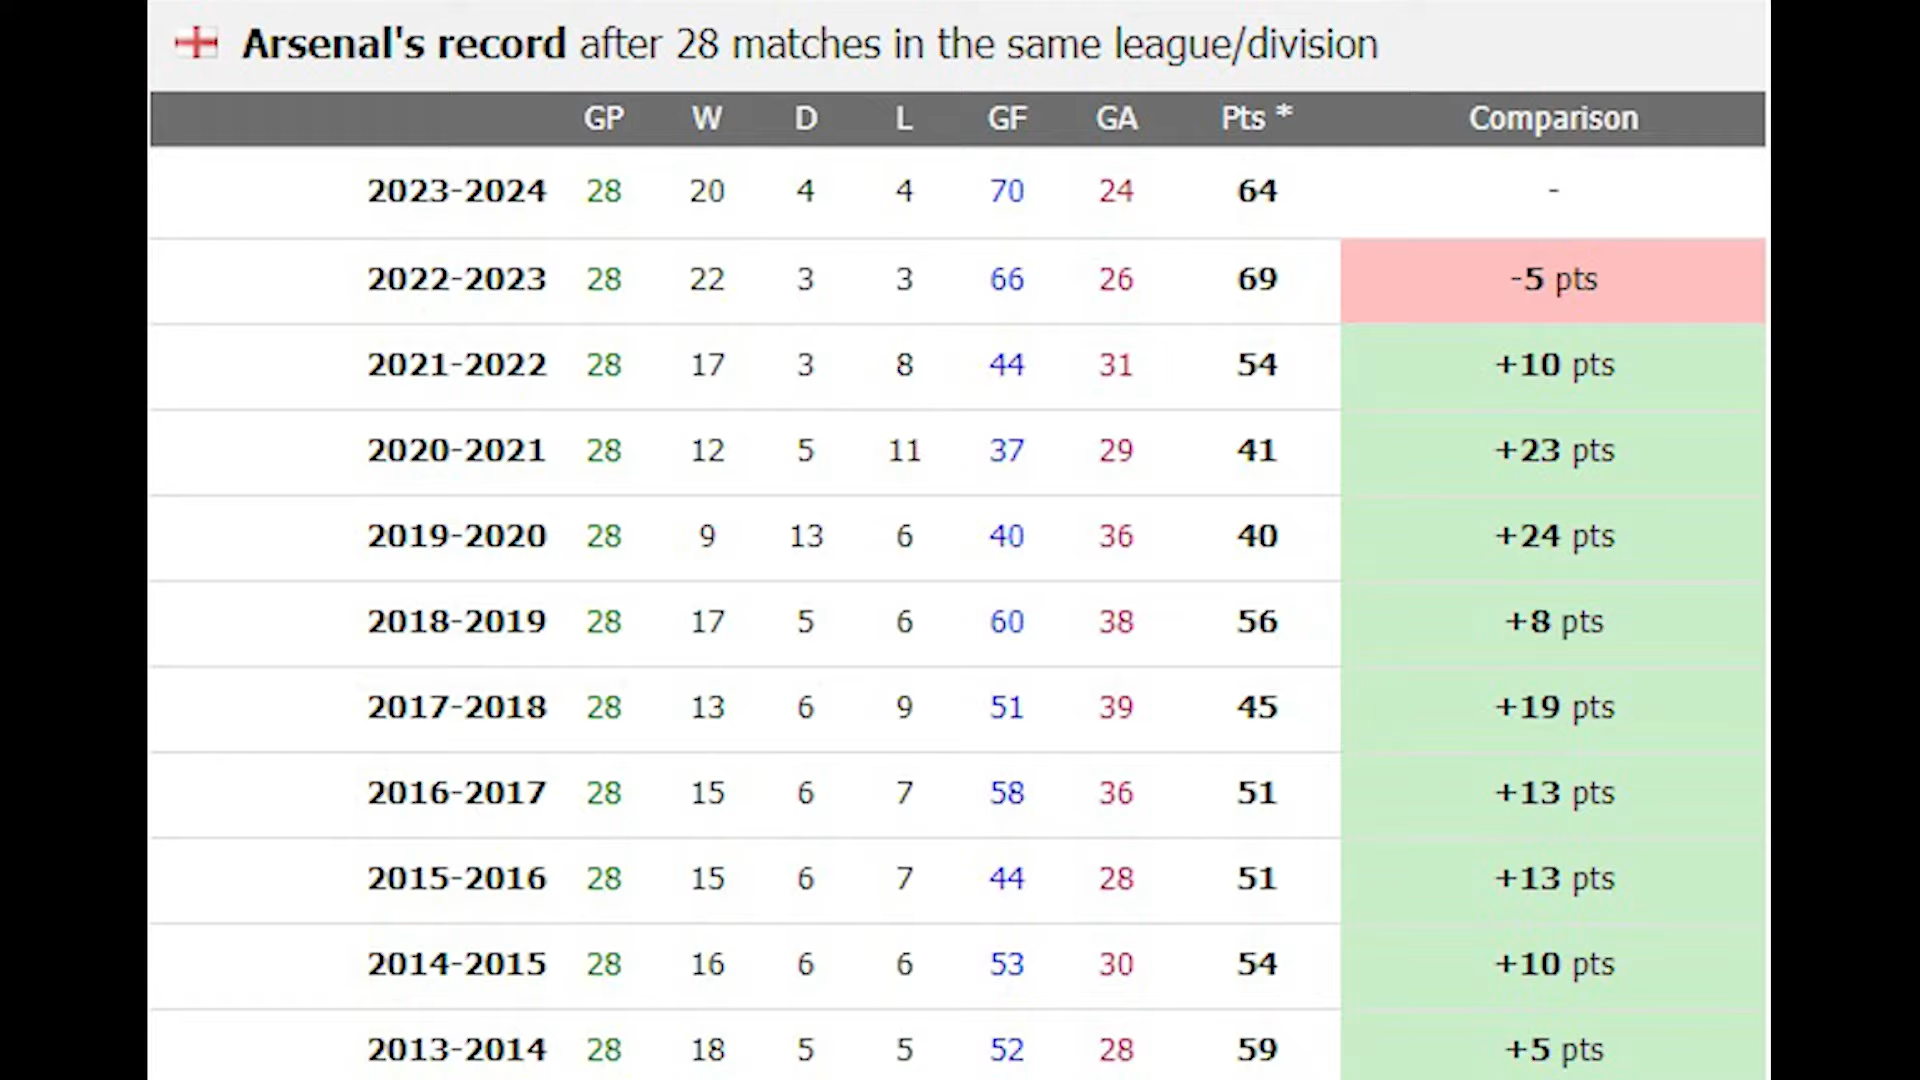 Arsenal's record after 28 matches in the same league/division
GP W D L GF GA Pts * Comparison
2023-2024 28 20 4 4 70 24 64 -
2022-2023 28 22 3 3 66 26 69 -5 pts
2021-2022 28 17 3 8 44 31 54 +10 pts
2020-2021 28 12 5 11 37 29 41 +23 pts
2019-2020 28 9 13 6 40 36 40 +24 pts
2018-2019 28 17 5 6 60 38 56 +8 pts
2017-2018 28 13 6 9 51 39 45 +19 pts
2016-2017 28 15 6 7 58 36 51 +13 pts
2015-2016 28 15 6 7 44 28 51 +13 pts
2014-2015 28 16 6 6 53 30 54 +10 pts
2013-2014 28 18 5 5 52 28 59 +5 pts